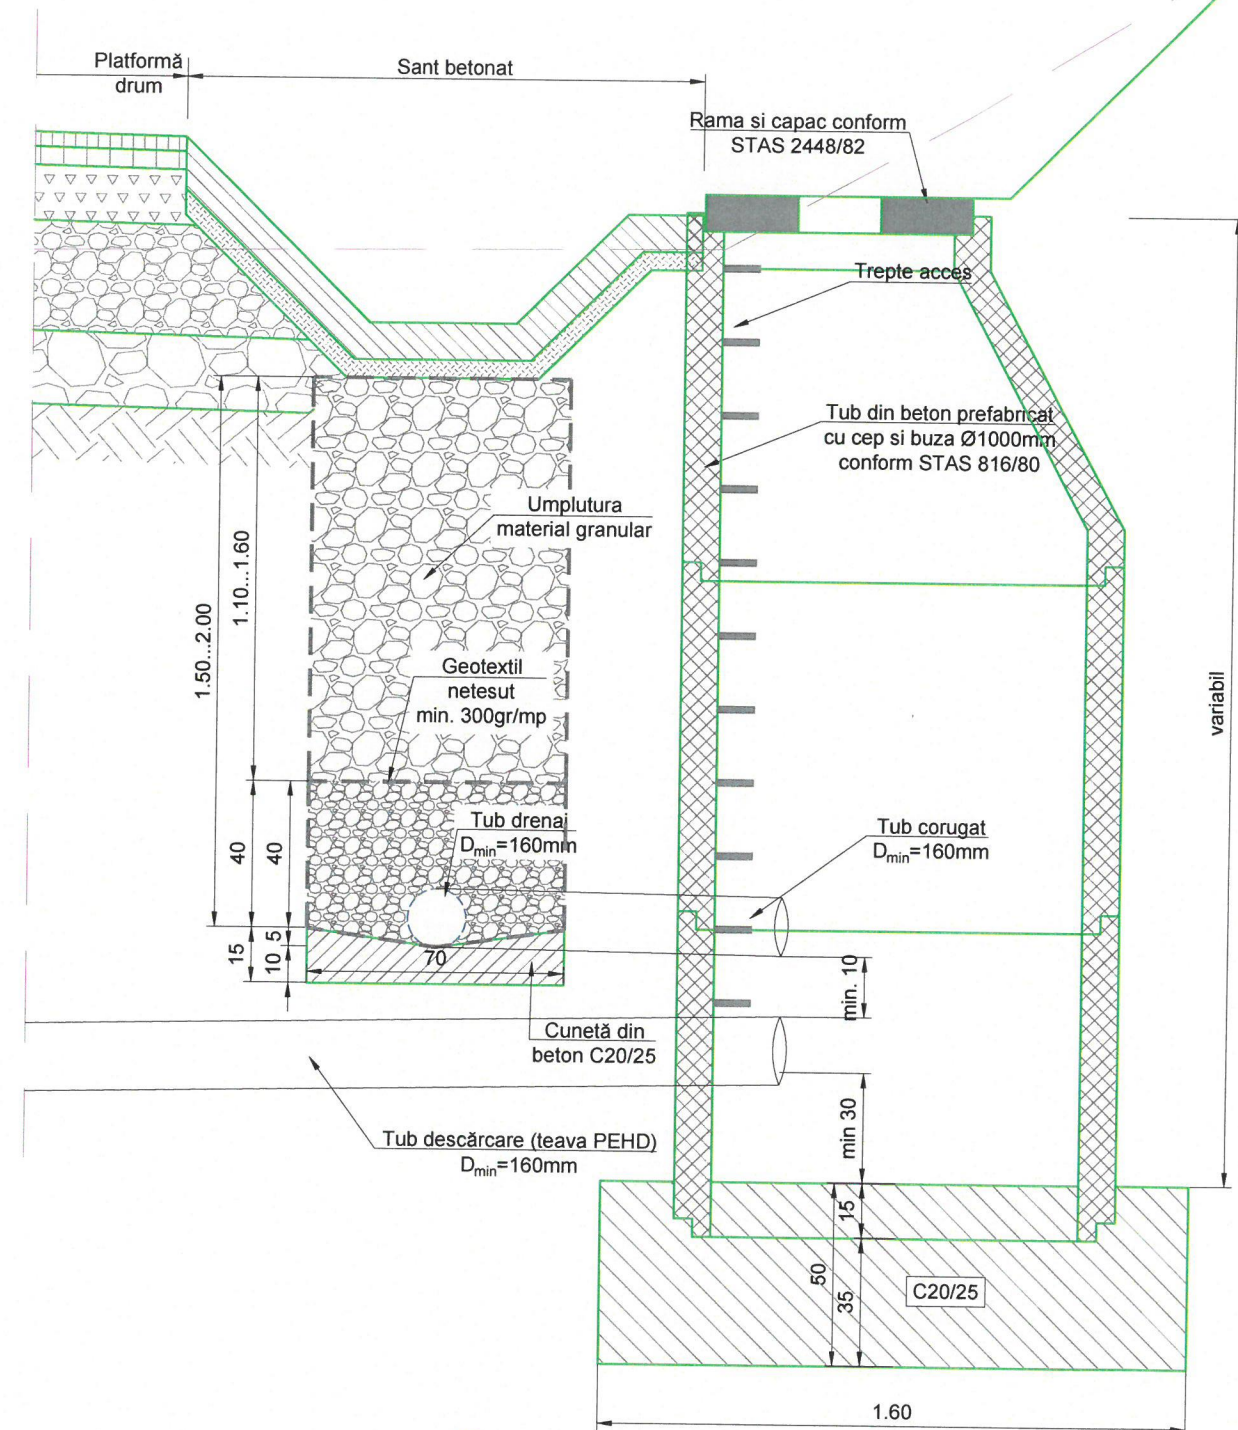 Platformă
drum
Sant betonat
Rama si capac conform
STAS 2448/82
Trepte acces
Tub din beton prefabricat
cu cep si buza Ø1000mm
conform STAS 816/80
Umplutura
material granular
1.10...1.60
1.50...2.00
Geotextil
netesut
min. 300gr/mp
variabil
Tub drenaj
Dmin=160mm
Tub corugat
Dmin=160mm
40
40
5
15
10
70
min. 10
Cunetă din
beton C20/25
min 30
Tub descărcare (teava PEHD)
Dmin=160mm
15
50
35
C20/25
1.60